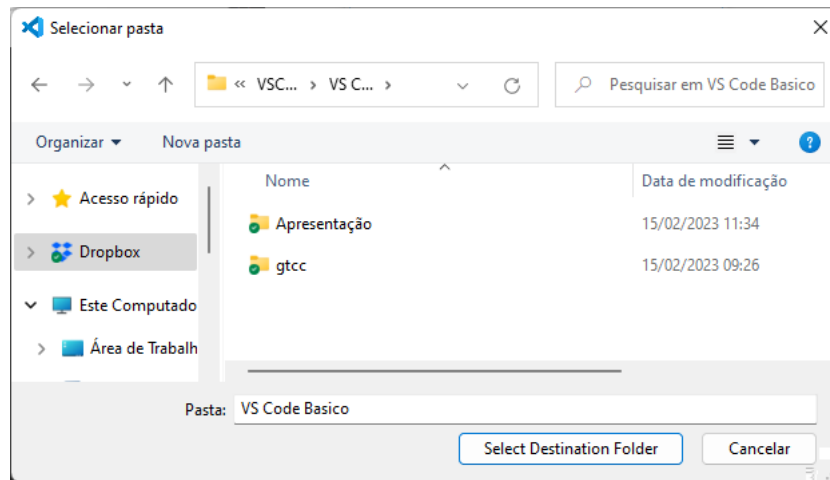 Selecionar pasta
« VSC... > VS C... >
Pesquisar em VS Code Basico
Organizar Nova pasta
Nome Data de modificação
Acesso rápido
Apresentação 15/02/2023 11:34
Dropbox
gtcc 15/02/2023 09:26
Este Computado
Área de Trabalh
Pasta: VS Code Basico
Select Destination Folder Cancelar